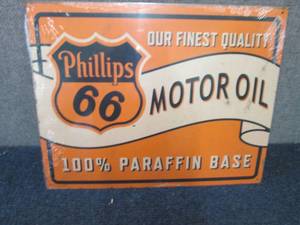 OUR FINEST QUALITY
Phillips
66
MOTOR OIL
100% PARAFFIN BASE